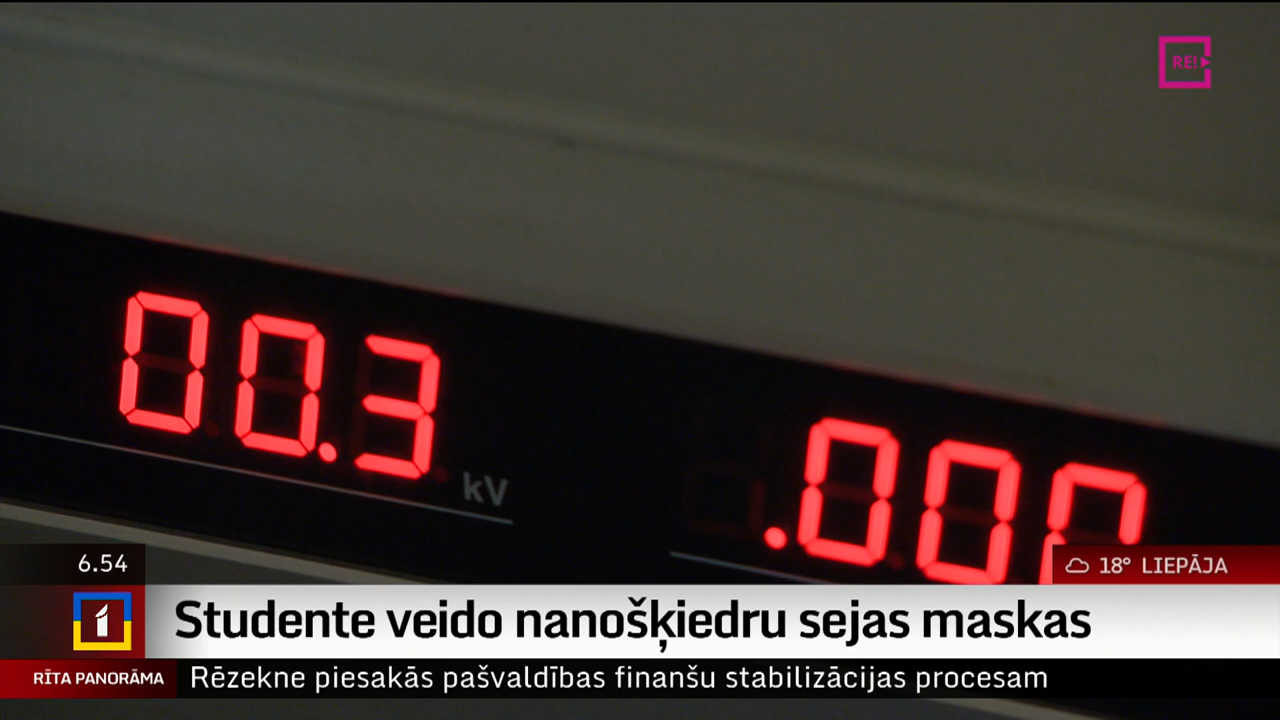 RE!
00.3
kV
.000
6.54
18° LIEPĀJA
1
Studente veido nanošķiedru sejas maskas
RĪTA PANORĀMA
Rēzekne piesakās pašvaldības finanšu stabilizācijas procesam